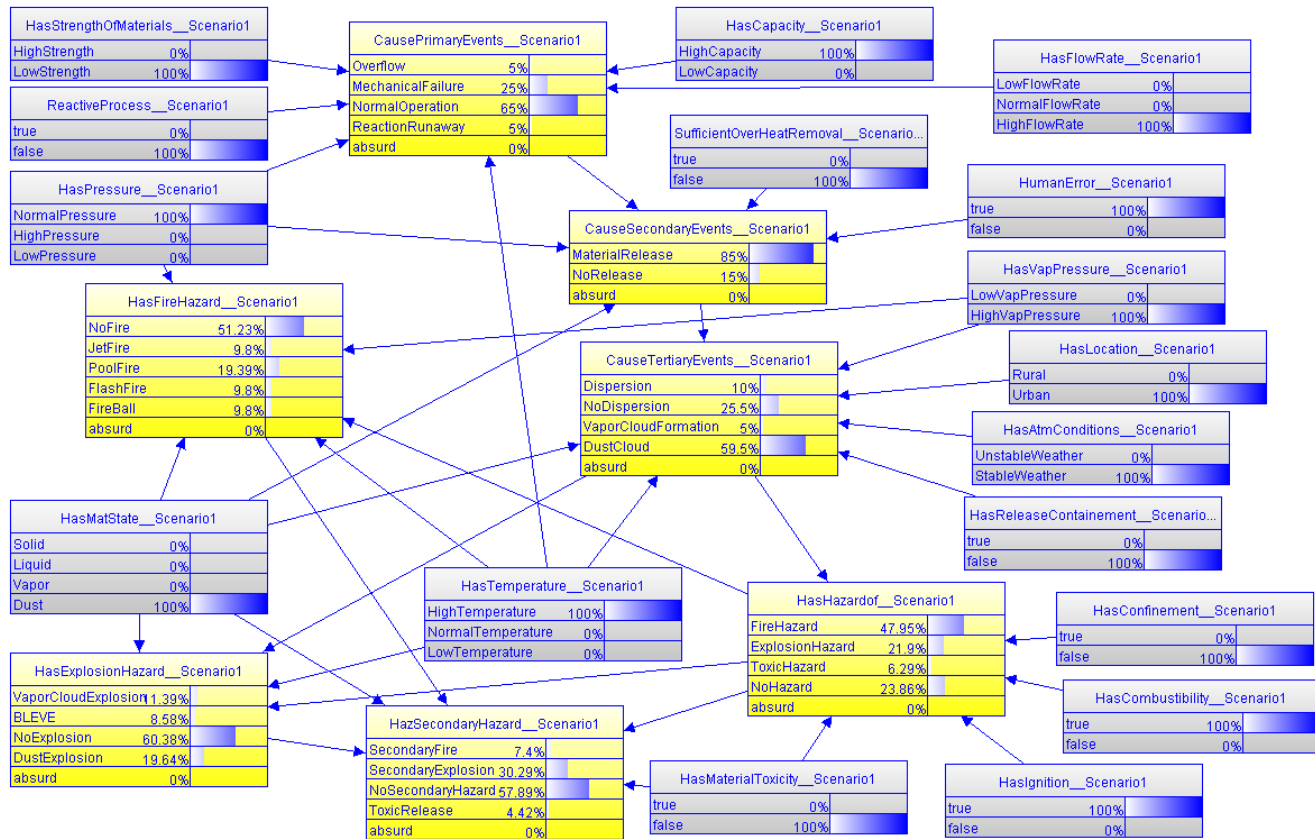 HasStrengthOfMaterials__Scenario1
HighStrength 0%
LowStrength 100%
CausePrimaryEvents__Scenario1
Overflow 5%
MechanicalFailure 25%
NormalOperation 65%
ReactionRunaway 5%
absurd 0%
HasCapacity__Scenario1
HighCapacity 100%
LowCapacity 0%
HasFlowRate__Scenario1
LowFlowRate 0%
NormalFlowRate 0%
HighFlowRate 100%
ReactiveProcess__Scenario1
true 0%
false 100%
SufficientOverHeatRemoval__Scenario...
true 0%
false 100%
HasPressure__Scenario1
NormalPressure 100%
HighPressure 0%
LowPressure 0%
HumanError__Scenario1
true 100%
false 0%
CauseSecondaryEvents__Scenario1
MaterialRelease 85%
NoRelease 15%
absurd 0%
HasVapPressure__Scenario1
LowVapPressure 0%
HighVapPressure 100%
HasFireHazard__Scenario1
NoFire 51.23%
JetFire 9.8%
PoolFire 19.39%
FlashFire 9.8%
FireBall 9.8%
absurd 0%
CauseTertiaryEvents__Scenario1
Dispersion 10%
NoDispersion 25.5%
VaporCloudFormation 5%
DustCloud 59.5%
absurd 0%
HasLocation__Scenario1
Rural 0%
Urban 100%
HasAtmConditions__Scenario1
UnstableWeather 0%
StableWeather 100%
HasMatState__Scenario1
Solid 0%
Liquid 0%
Vapor 0%
Dust 100%
HasReleaseContainement__Scenario...
true 0%
false 100%
HasTemperature__Scenario1
HighTemperature 100%
NormalTemperature 0%
LowTemperature 0%
HasHazardof__Scenario1
FireHazard 47.95%
ExplosionHazard 21.9%
ToxicHazard 6.29%
NoHazard 23.86%
absurd 0%
HasConfinement__Scenario1
true 0%
false 100%
HasExplosionHazard__Scenario1
VaporCloudExplosion 11.39%
BLEVE 8.58%
NoExplosion 60.38%
DustExplosion 19.64%
absurd 0%
HasCombustibility__Scenario1
true 100%
false 0%
HazSecondaryHazard__Scenario1
SecondaryFire 7.4%
SecondaryExplosion 30.29%
NoSecondaryHazard 57.89%
ToxicRelease 4.42%
absurd 0%
HasMaterialToxicity__Scenario1
true 0%
false 100%
HasIgnition__Scenario1
true 100%
false 0%